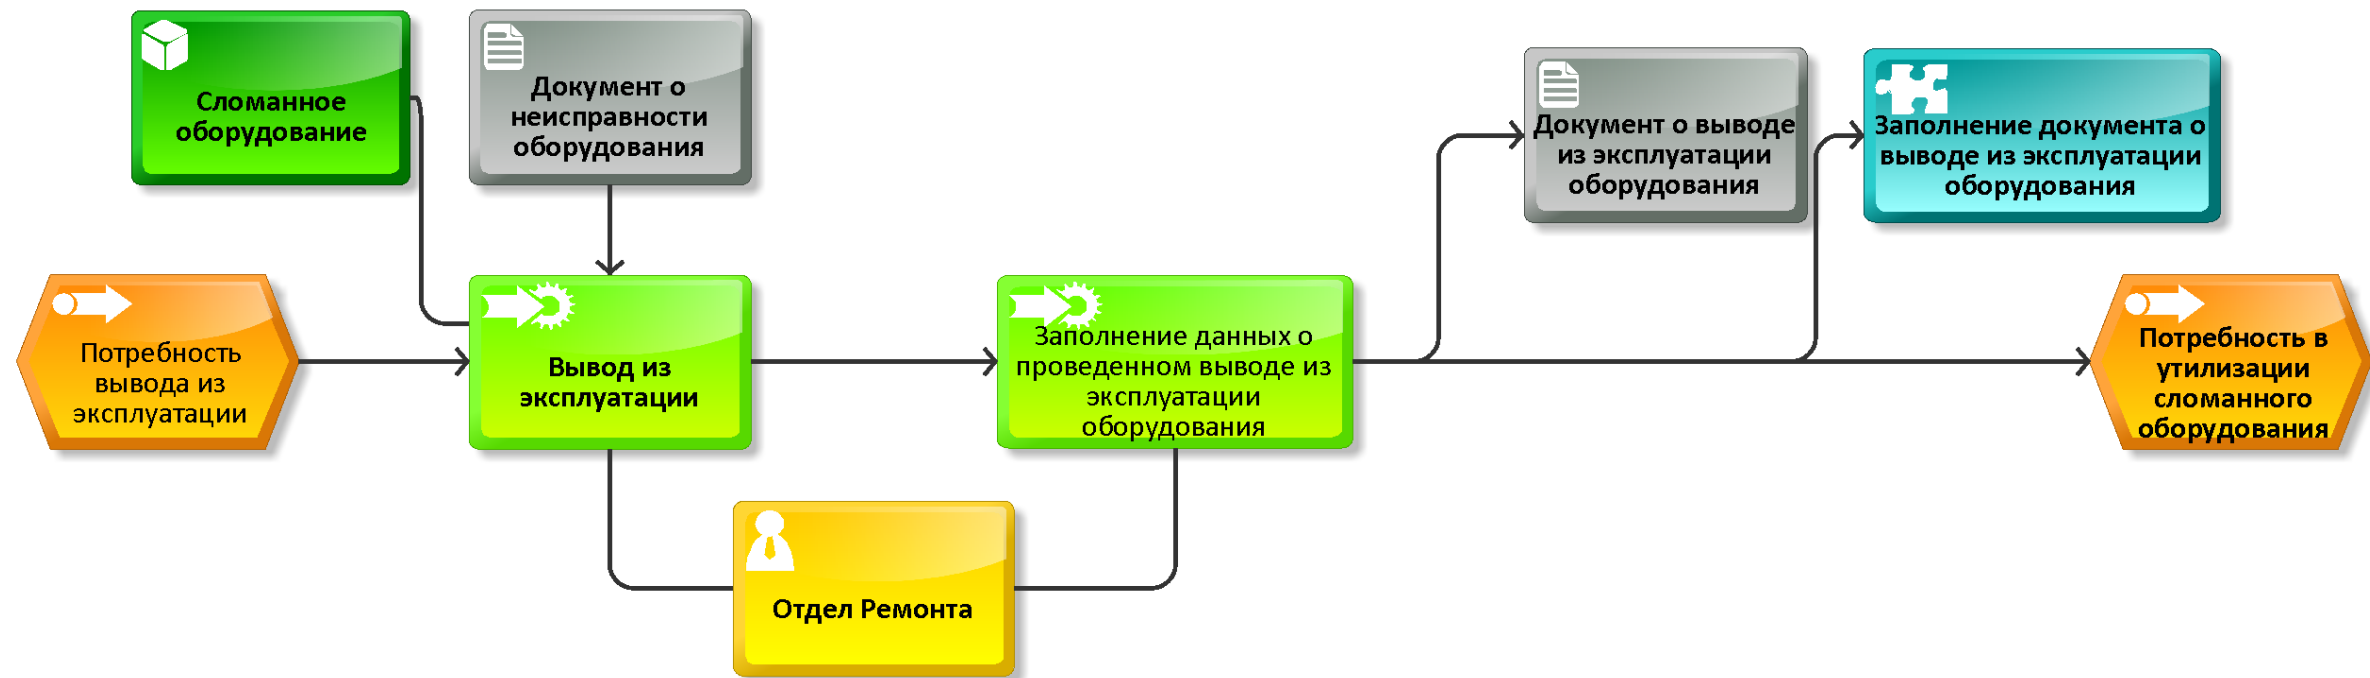 Сломанное
оборудование
Документ о
неисправности
оборудования
Документ о выводе
из эксплуатации
оборудования
Заполнение документа о
выводе из эксплуатации
оборудования
Потребность
вывода из
эксплуатации
Вывод из
эксплуатации
Заполнение данных о
проведенном выводе из
эксплуатации
оборудования
Потребность в
утилизации
сломанного
оборудования
Отдел Ремонта